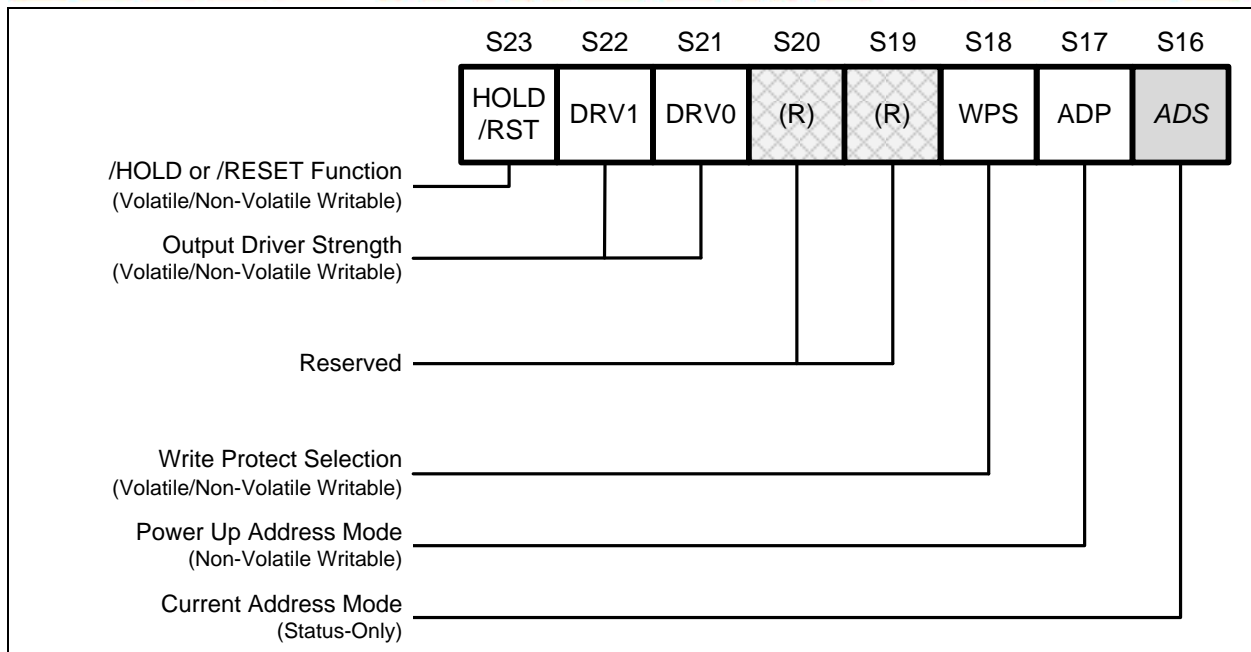 S23 S22 S21 S20 S19 S18 S17 S16
HOLD
/RST
DRV1 DRV0 (R) (R) WPS ADP ADS
/HOLD or /RESET Function
(Volatile/Non-Volatile Writable)
Output Driver Strength
(Volatile/Non-Volatile Writable)
Reserved
Write Protect Selection
(Volatile/Non-Volatile Writable)
Power Up Address Mode
(Non-Volatile Writable)
Current Address Mode
(Status-Only)